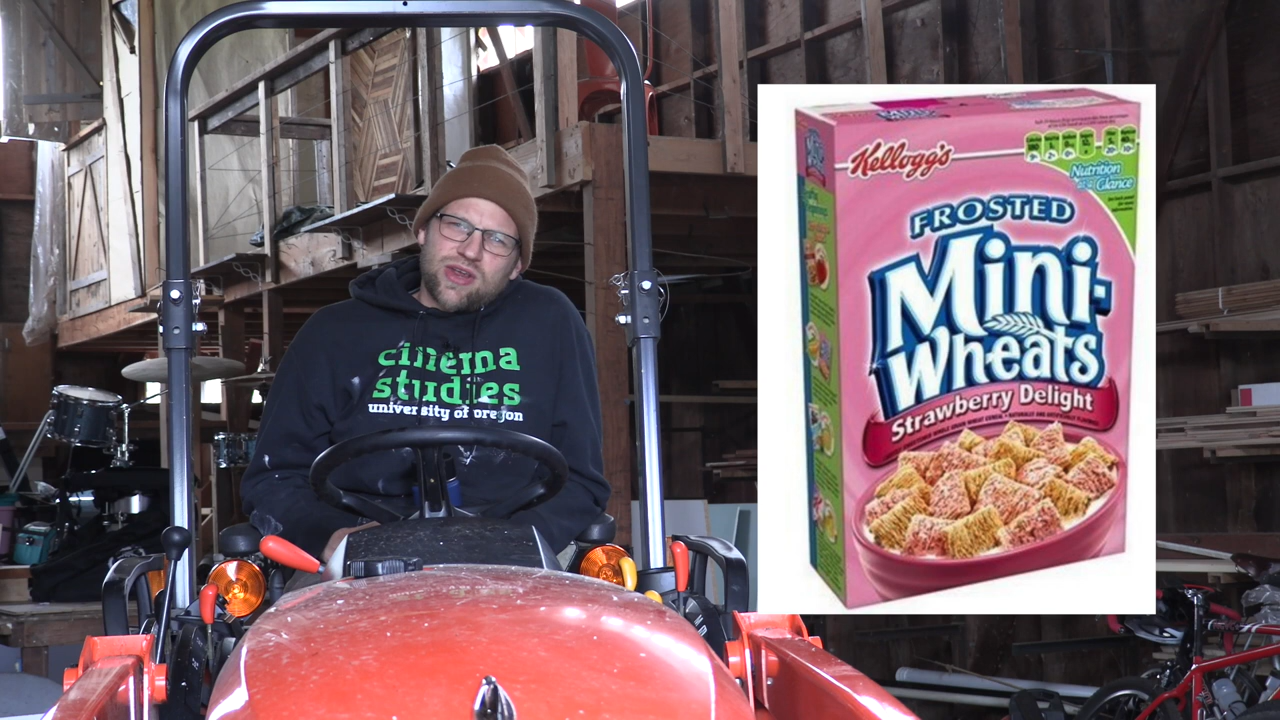 cinema
studies
university of oregon
Kellogg's
Nutrition
at a Glance
FROSTED
Mini-
Wheats
Strawberry Delight